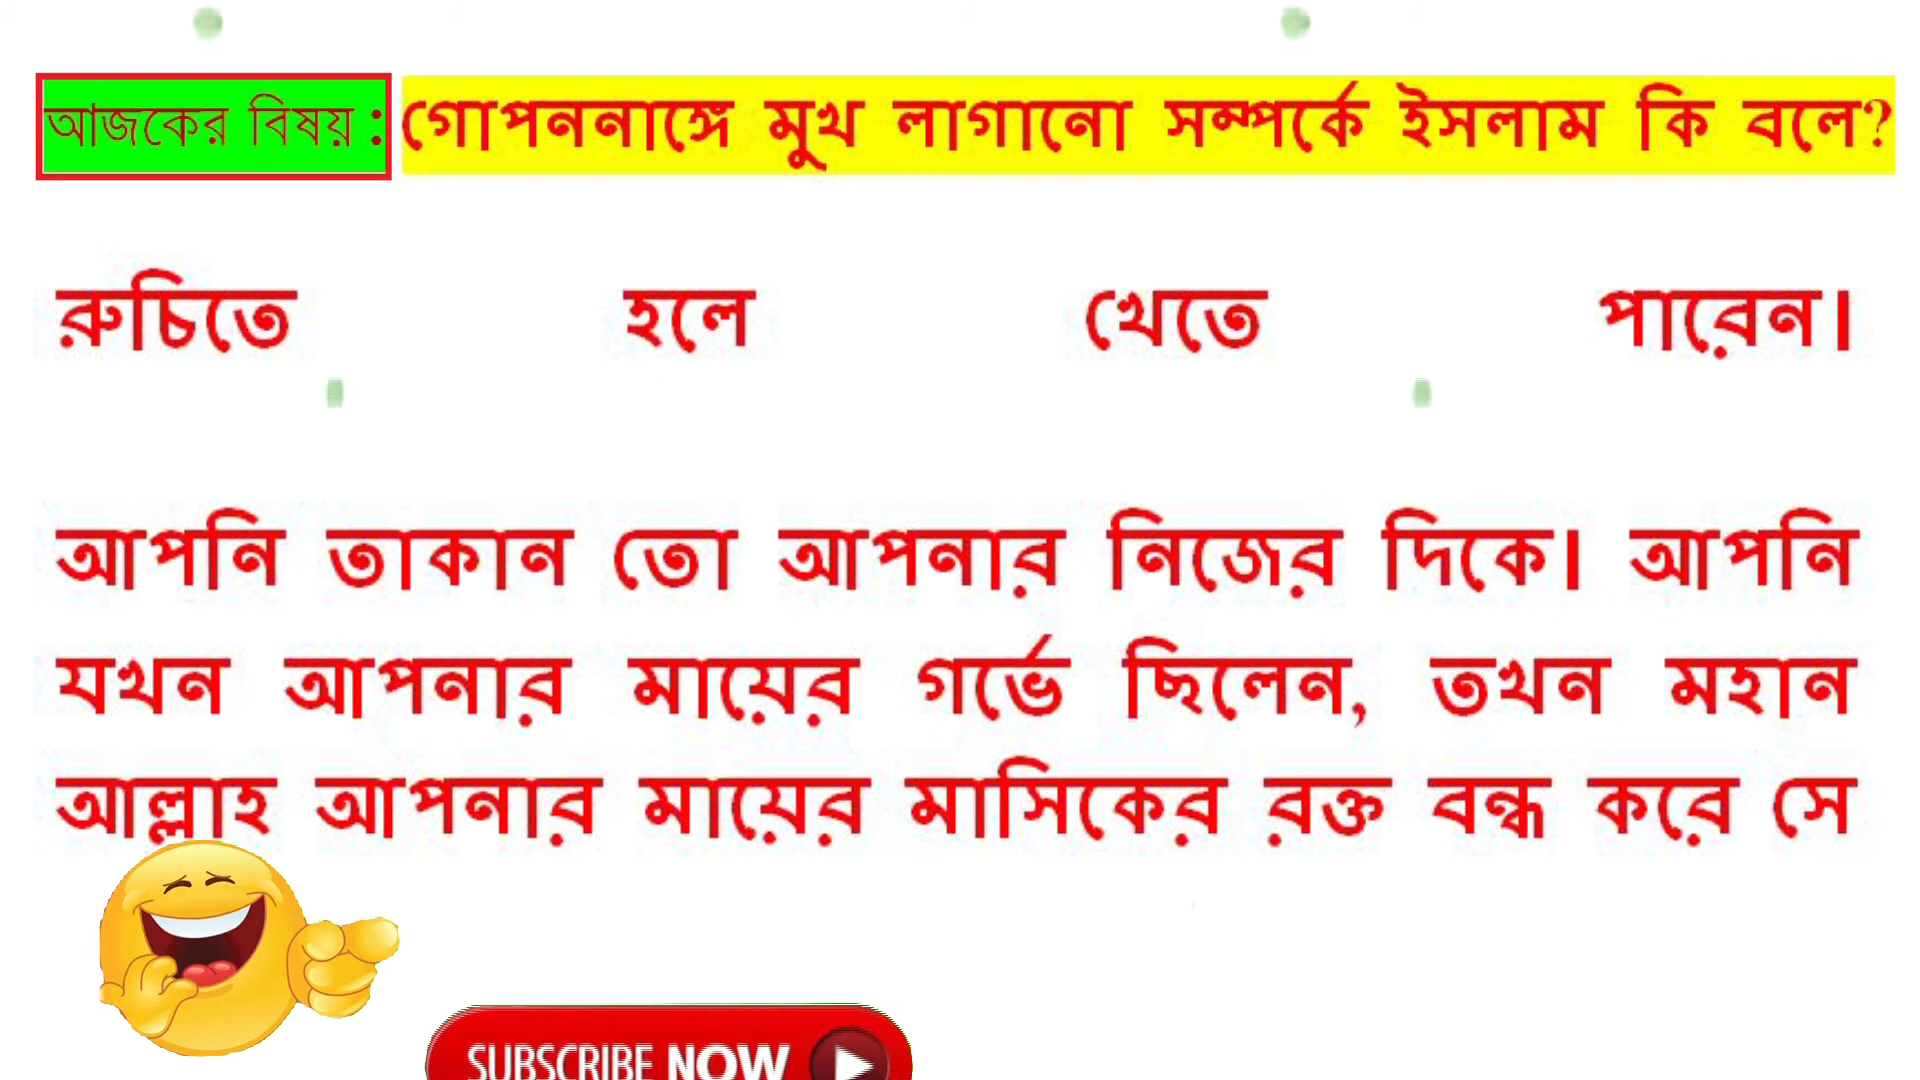 আজকের বিষয় : গোপননাঙ্গে মুখ লাগানো সম্পর্কে ইসলাম কি বলে?
রুচিতে হলে খেতে পারেন।
আপনি তাকান তো আপনার নিজের দিকে। আপনি
যখন আপনার মায়ের গর্ভে ছিলেন, তখন মহান
আল্লাহ আপনার মায়ের মাসিকের রক্ত বন্ধ করে সে
SUBSCRIBE NOW